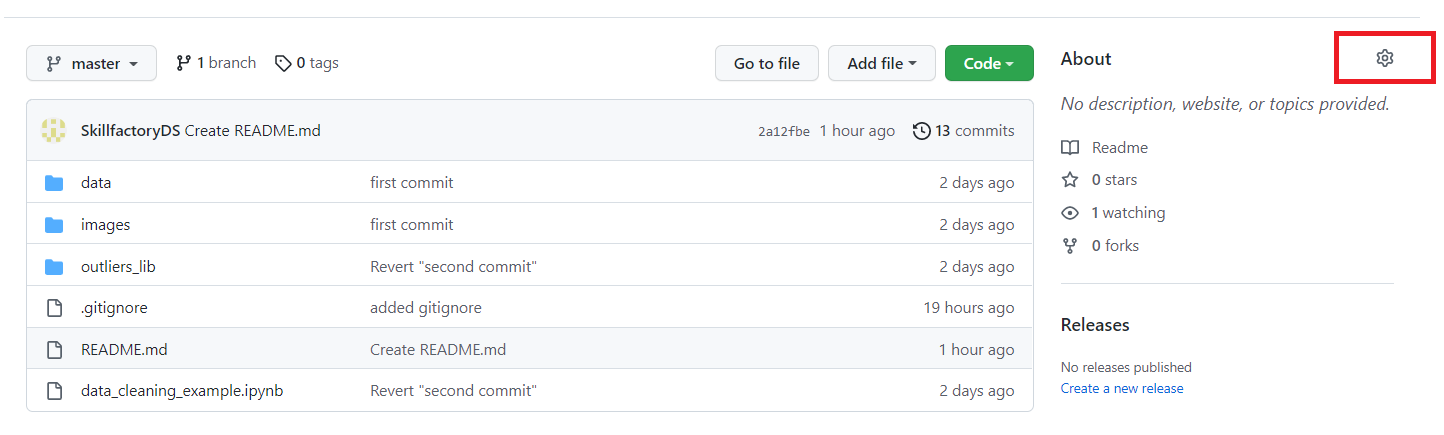 master 1 branch 0 tags Go to file Add file Code
SkillfactoryDS Create README.md 2a12fbe 1 hour ago 13 commits
data first commit 2 days ago
images first commit 2 days ago
outliers_lib Revert "second commit" 2 days ago
.gitignore added gitignore 19 hours ago
README.md Create README.md 1 hour ago
data_cleaning_example.ipynb Revert "second commit" 2 days ago
About
No description, website, or topics provided.
Readme
0 stars
1 watching
0 forks
Releases
No releases published
Create a new release